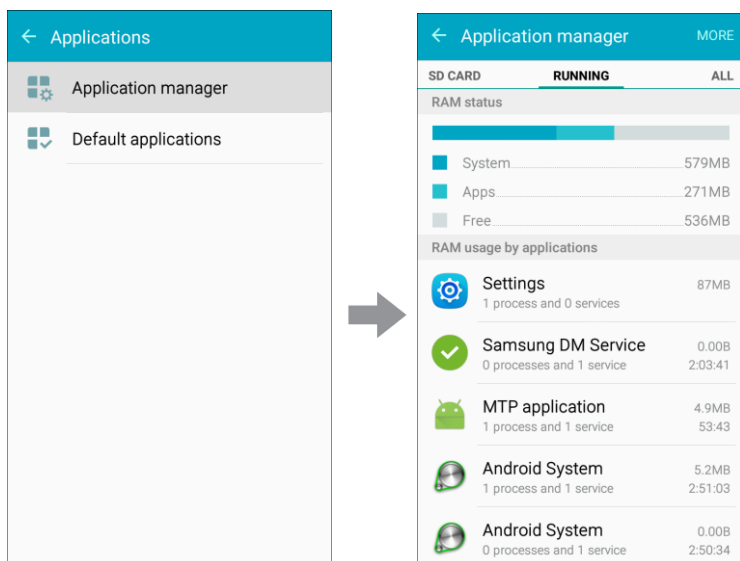 Applications
Application manager
Default applications
Application manager MORE
SD CARD RUNNING ALL
RAM status
System 579MB
Apps 271MB
Free 536MB
RAM usage by applications
Settings 87MB
1 process and 0 services
Samsung DM Service 0.00B
0 processes and 1 service 2:03:41
MTP application 4.9MB
1 process and 1 service 53:43
Android System 5.2MB
1 process and 1 service 2:51:03
Android System 0.00B
0 processes and 1 service 2:50:34